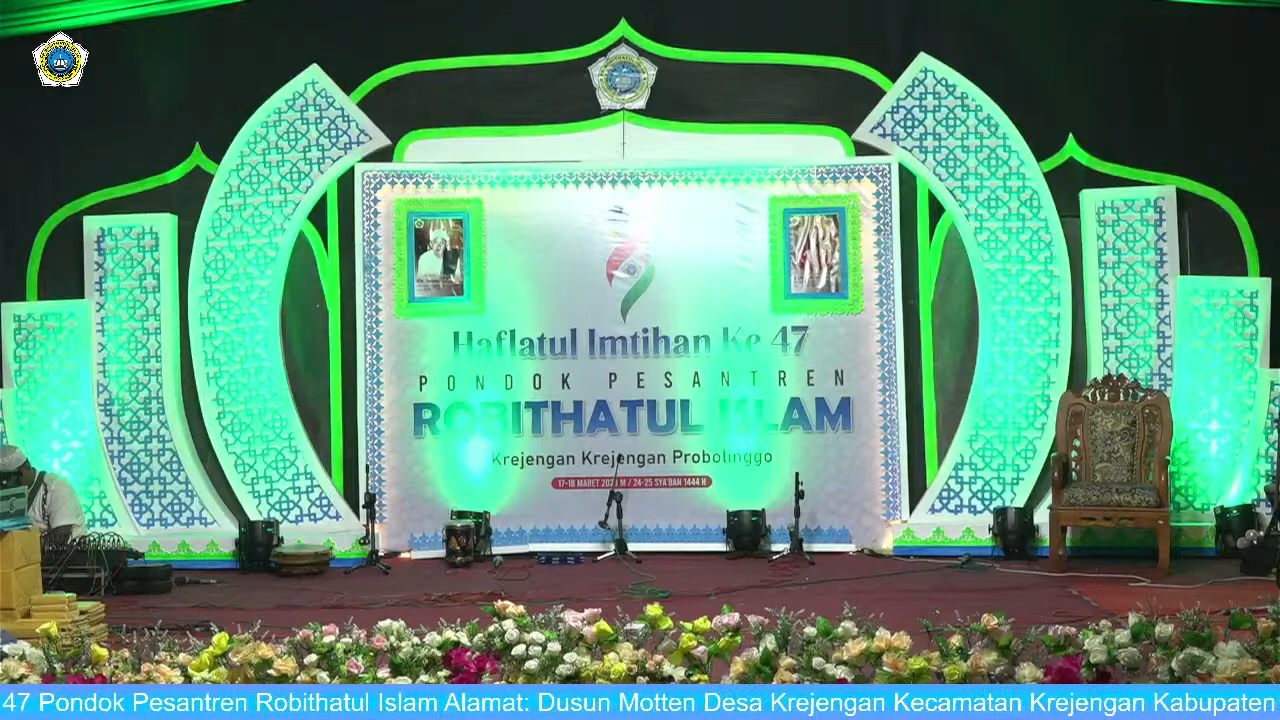 Haflatul Imtihan Ke 47
PONDOK PESANTREN
ROBITHATUL ISLAM
Krejengan Krejengan Probolinggo
17-18 MARET 2023 M / 24-25 SYA'BAN 1444 H
47 Pondok Pesantren Robithatul Islam Alamat: Dusun Motten Desa Krejengan Kecamatan Krejengan Kabupaten